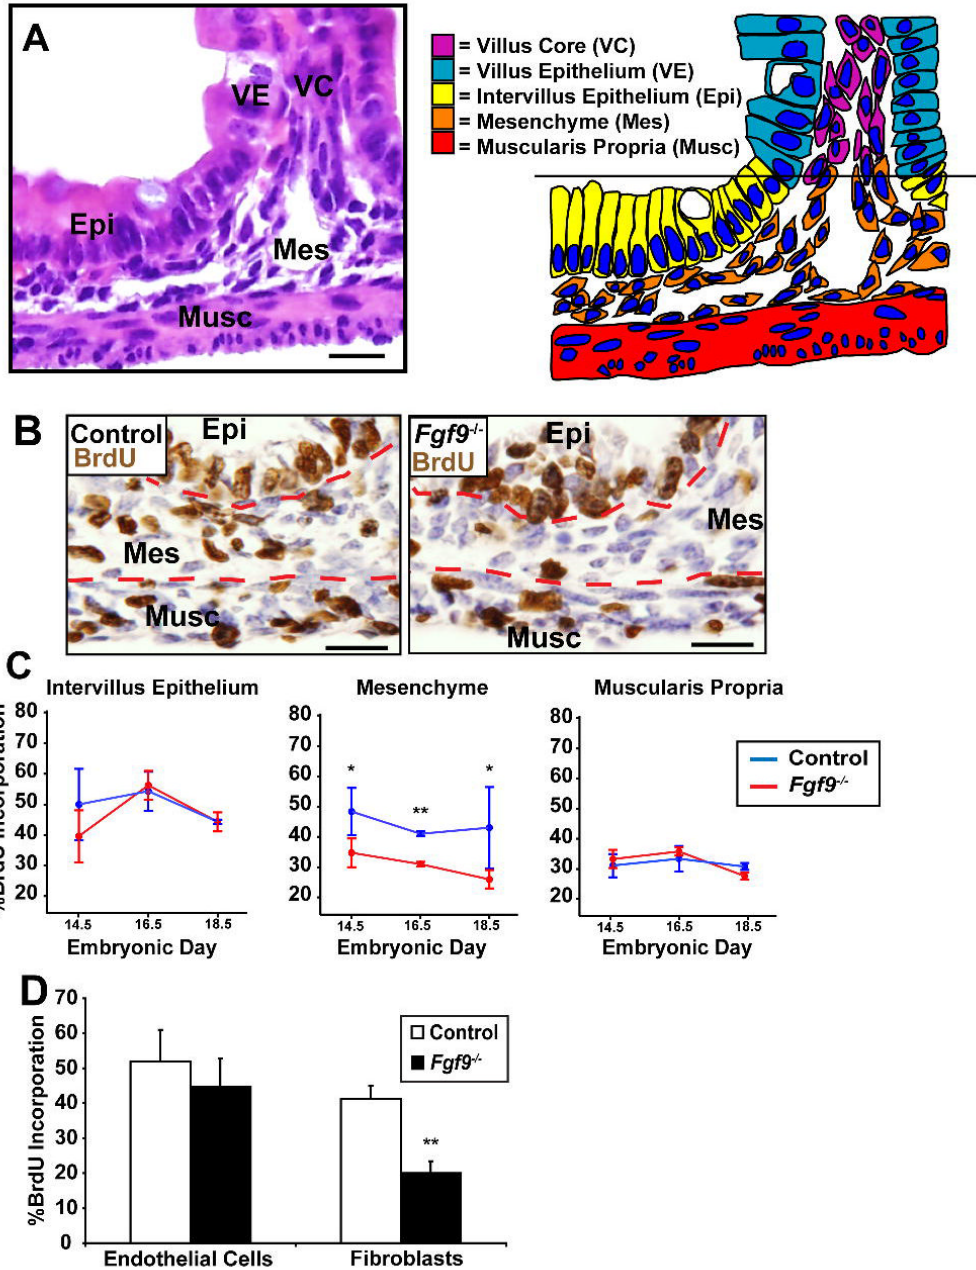 A
VE
VC
Epi
Mes
Musc
= Villus Core (VC)
= Villus Epithelium (VE)
= Intervillus Epithelium (Epi)
= Mesenchyme (Mes)
= Muscularis Propria (Musc)
B
Control
BrdU
Epi
Mes
Musc
Fgf9-/-
BrdU
Epi
Mes
Musc
C
%BrdU Incorporation
Intervillus Epithelium
80
70
60
50
40
30
20
14.5 16.5 18.5
Embryonic Day
Mesenchyme
80
70
60
50
40
30
20
* ** *
14.5 16.5 18.5
Embryonic Day
Muscularis Propria
80
70
60
50
40
30
20
14.5 16.5 18.5
Embryonic Day
Control
Fgf9-/-
D
%BrdU Incorporation
70
60
50
40
30
20
10
0
Control
Fgf9-/-
**
Endothelial Cells Fibroblasts